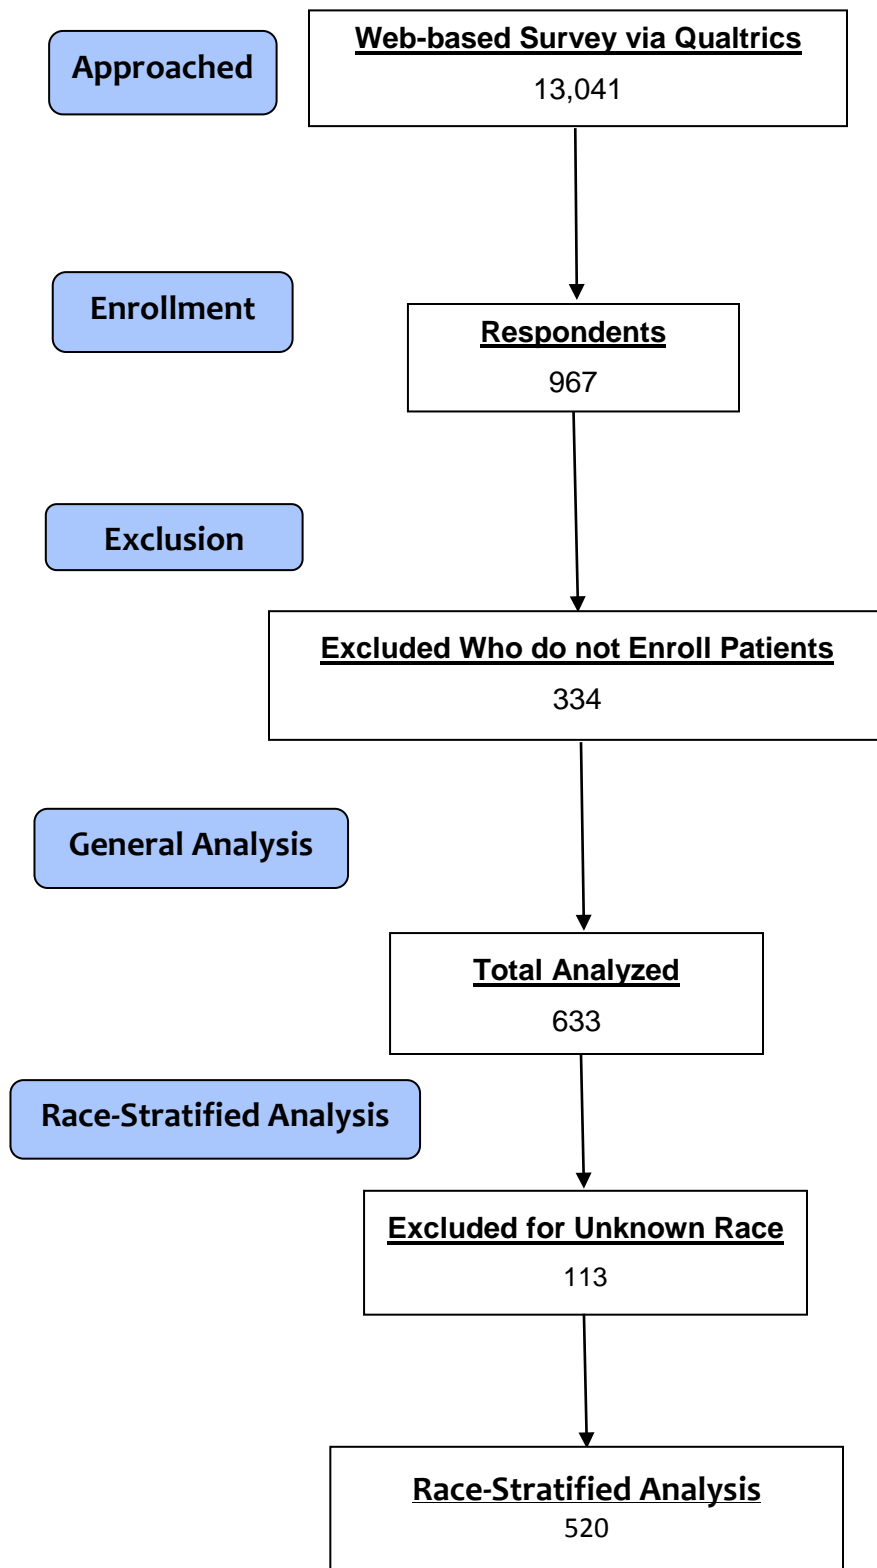 Approached
Web-based Survey via Qualtrics
13,041
Enrollment
Respondents
967
Exclusion
Excluded Who do not Enroll Patients
334
General Analysis
Total Analyzed
633
Race-Stratified Analysis
Excluded for Unknown Race
113
Race-Stratified Analysis
520